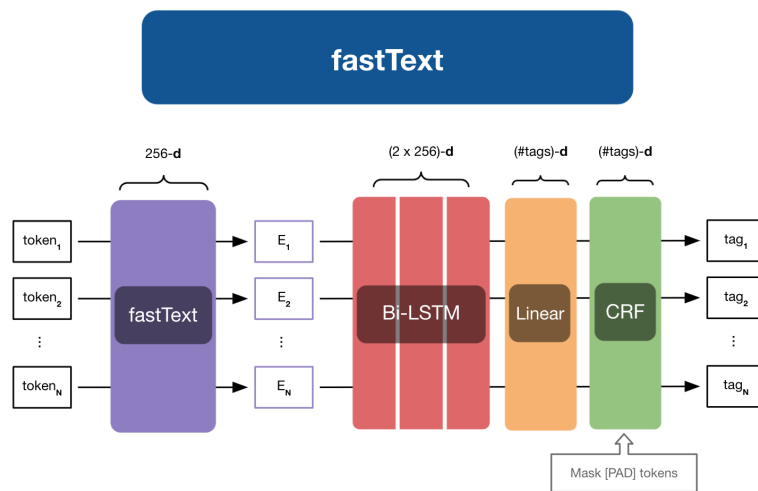 fastText
256-d
(2 x 256)-d
(#tags)-d
(#tags)-d
token1
E1
tag1
token2
fastText
E2
Bi-LSTM
Linear
CRF
tag2
⋮
⋮
⋮
tokenN
EN
tagN
Mask [PAD] tokens